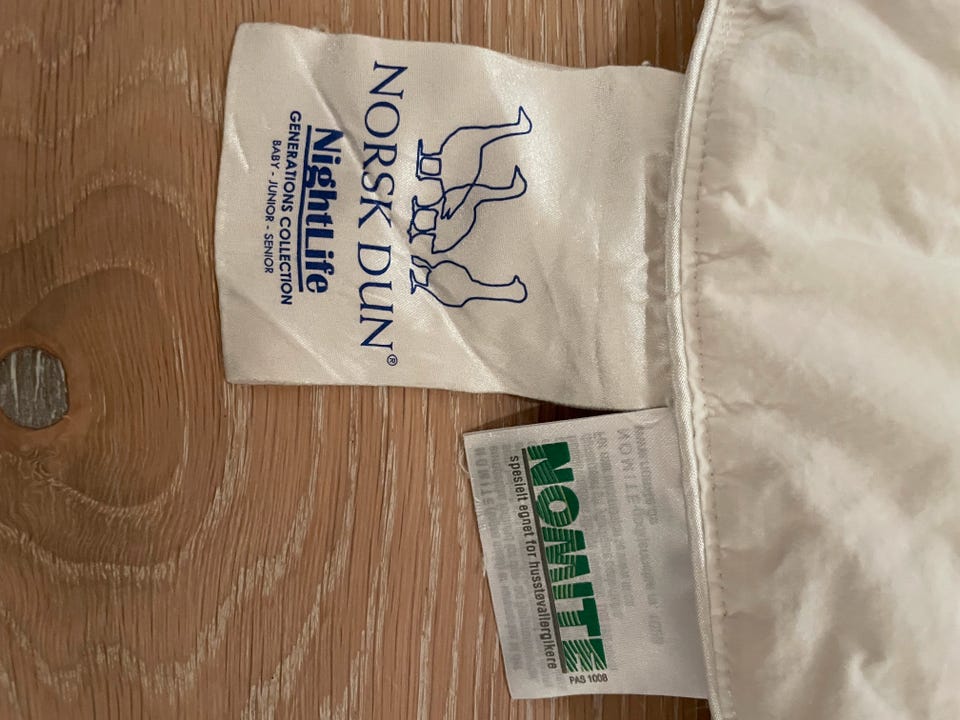 NORSK DUN®
NightLife
GENERATIONS COLLECTION
BABY - JUNIOR - SENIOR
NOMITE
spesielt egnet for husstøvallergikere
PAS 1008